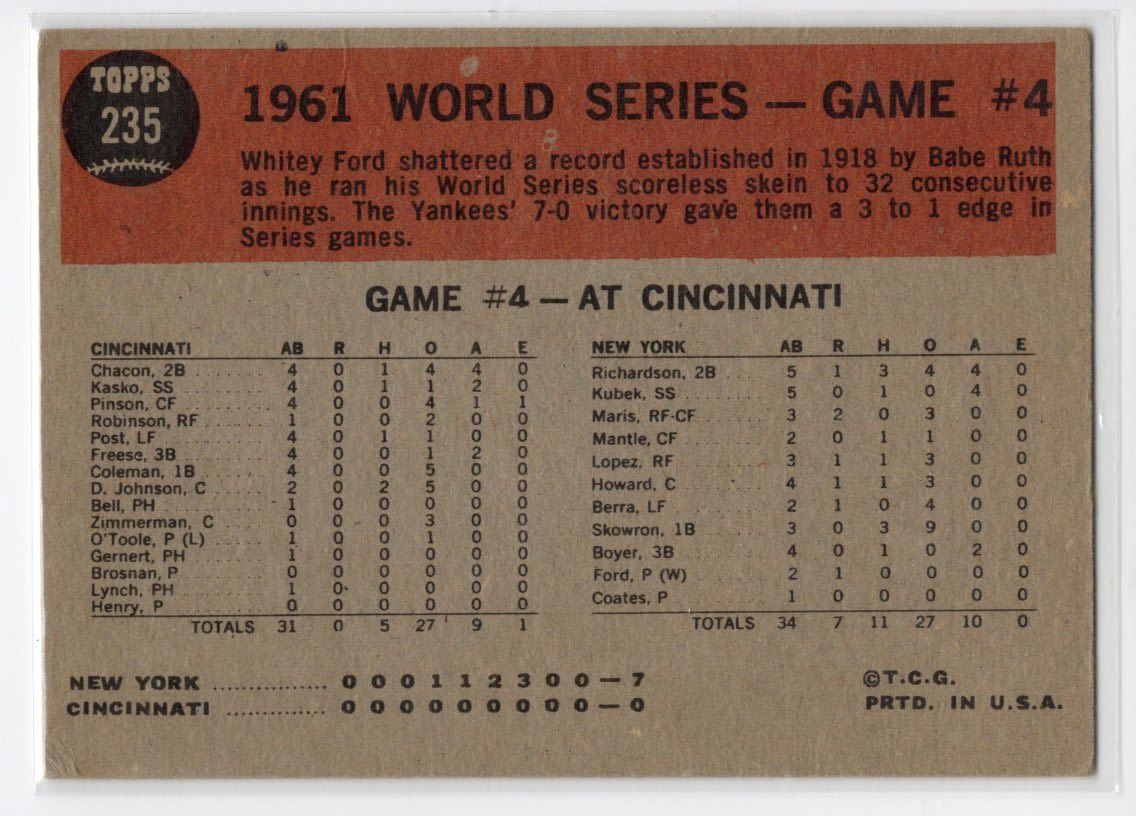 TOPPS
235
1961 WORLD SERIES — GAME #4
Whitey Ford shattered a record established in 1918 by Babe Ruth
as he ran his World Series scoreless skein to 32 consecutive
innings. The Yankees' 7-0 victory gave them a 3 to 1 edge in
Series games.
GAME #4 — AT CINCINNATI
CINCINNATI AB R H O A E
Chacon, 2B 4 0 1 4 4 0
Kasko, SS 4 0 1 1 2 0
Pinson, CF 4 0 0 4 1 1
Robinson, RF 1 0 0 2 0 0
Post, LF 4 0 1 1 0 0
Freese, 3B 4 0 0 1 2 0
Coleman, 1B 4 0 0 5 0 0
D. Johnson, C 2 0 2 5 0 0
Bell, PH 1 0 0 0 0 0
Zimmerman, C 0 0 0 3 0 0
O'Toole, P (L) 1 0 0 1 0 0
Gernert, PH 1 0 0 0 0 0
Brosnan, P 0 0 0 0 0 0
Lynch, PH 1 0 0 0 0 0
Henry, P 0 0 0 0 0 0
TOTALS 31 0 5 27 9 1
NEW YORK AB R H O A E
Richardson, 2B 5 1 3 4 4 0
Kubek, SS 5 0 1 0 4 0
Maris, RF-CF 3 2 0 3 0 0
Mantle, CF 2 0 1 1 0 0
Lopez, RF 3 1 1 3 0 0
Howard, C 4 1 1 3 0 0
Berra, LF 2 1 0 4 0 0
Skowron, 1B 3 0 3 9 0 0
Boyer, 3B 4 0 1 0 2 0
Ford, P (W) 2 1 0 0 0 0
Coates, P 1 0 0 0 0 0
TOTALS 34 7 11 27 10 0
NEW YORK ................ 0 0 0 1 1 2 3 0 0 — 7
CINCINNATI .............. 0 0 0 0 0 0 0 0 0 — 0
©T.C.G.
PRTD. IN U.S.A.